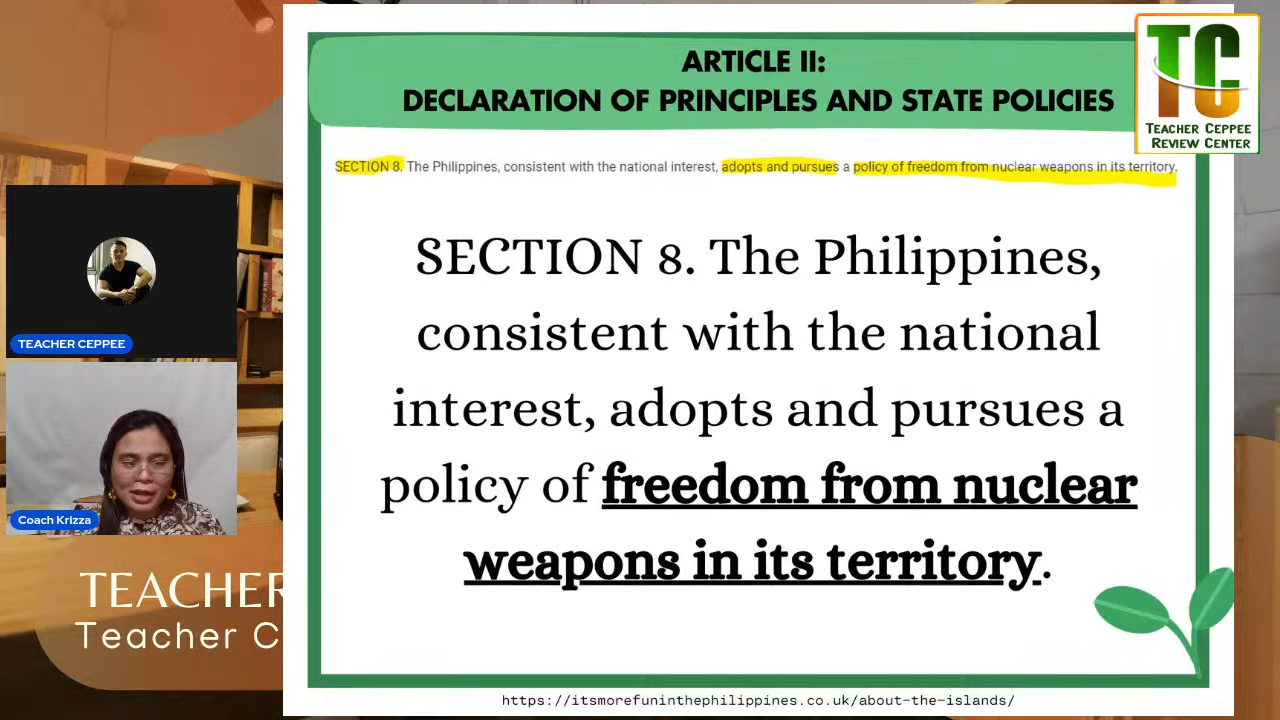 ARTICLE II:
DECLARATION OF PRINCIPLES AND STATE POLICIES
TC
TEACHER CEPPEE
REVIEW CENTER
SECTION 8. The Philippines, consistent with the national interest, adopts and pursues a policy of freedom from nuclear weapons in its territory.
SECTION 8. The Philippines,
consistent with the national
interest, adopts and pursues a
policy of freedom from nuclear
weapons in its territory.
TEACHER CEPPEE
Coach Krizza
TEACHER
Teacher C
https://itsmorefuninthephilippines.co.uk/about-the-islands/